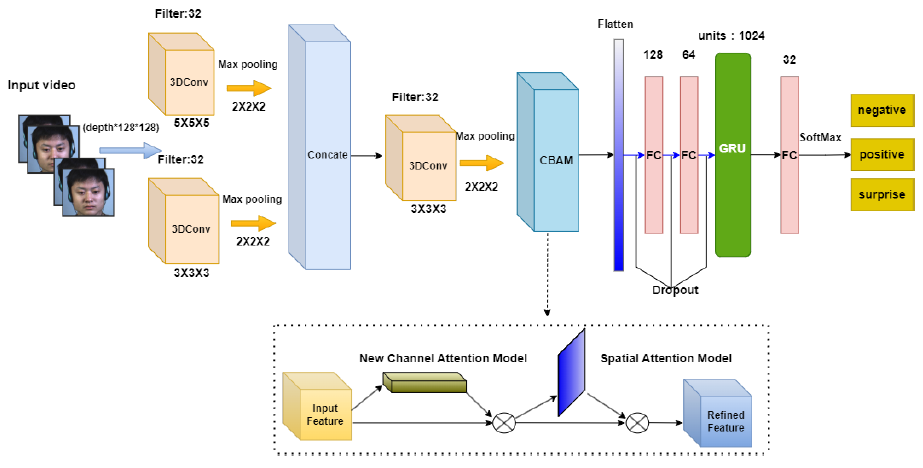 Filter:32
Flatten
units : 1024
3DConv
Max pooling
2X2X2
5X5X5
Input video
(depth*128*128)
Filter:32
3DConv
Max pooling
2X2X2
3X3X3
Concate
Filter:32
3DConv
Max pooling
2X2X2
3X3X3
CBAM
128
64
32
FC
FC
GRU
FC
SoftMax
negative
positive
surprise
Dropout
New Channel Attention Model
Spatial Attention Model
Input
Feature
Refined
Feature